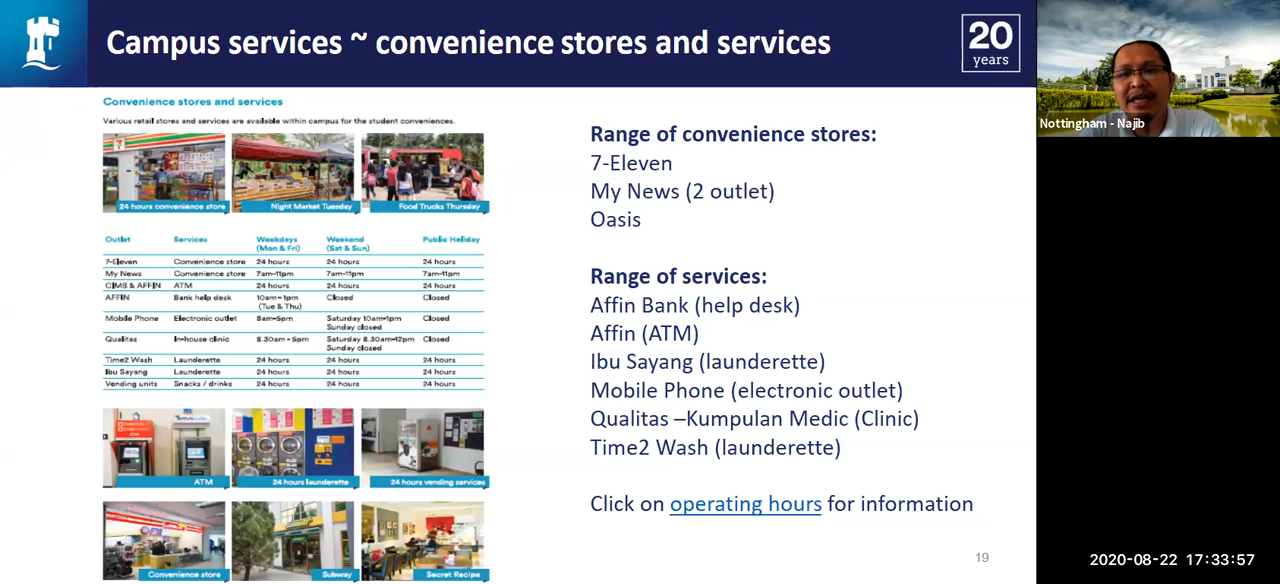 Campus services ~ convenience stores and services
20
years
Nottingham - Najib
Convenience stores and services
Various retail stores and services are available within campus for the student conveniences.
24 hours convenience store
Night Market Tuesday
Food Trucks Thursday
Outlet Services Weekdays (Mon & Fri) Weekend (Sat & Sun) Public Holiday
7-Eleven Convenience store 24 hours 24 hours 24 hours
My News Convenience store 7am-11pm 7am-11pm 7am-11pm
CIMB & AFFIN ATM 24 hours 24 hours 24 hours
AFFIN Bank help desk 10am-1pm (Tue & Thu) Closed Closed
Mobile Phone Electronic outlet 8am-5pm Saturday 10am-1pm Sunday closed Closed
Qualitas In-house clinic 8.30am - 5pm Saturday 8.30am-12pm Sunday closed Closed
Time2 Wash Launderette 24 hours 24 hours 24 hours
Ibu Sayang Launderette 24 hours 24 hours 24 hours
Vending units Snacks / drinks 24 hours 24 hours 24 hours
ATM
24 hours launderette
24 hours vending services
Convenience store
Subway
Secret Recipe
Range of convenience stores:
7-Eleven
My News (2 outlet)
Oasis
Range of services:
Affin Bank (help desk)
Affin (ATM)
Ibu Sayang (launderette)
Mobile Phone (electronic outlet)
Qualitas –Kumpulan Medic (Clinic)
Time2 Wash (launderette)
Click on operating hours for information
19
2020-08-22 17:33:57